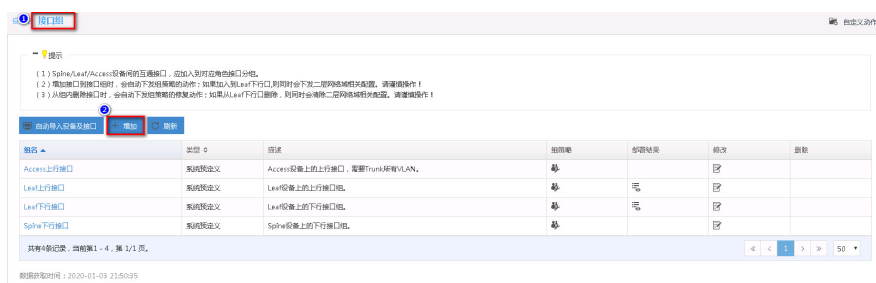 1 接口组
自定义动作
提示
（1）Spine/Leaf/Access设备间的互通接口，应加入到对应角色接口分组。
（2）增加接口到接口组时，会自动下发组策略的动作；如果加入到Leaf下行口,则同时会下发二层网络域相关配置。请谨慎操作！
（3）从组内删除接口时，会自动下发组策略的修复动作；如果从Leaf下行口删除，则同时会清除二层网络域相关配置。请谨慎操作！
2
自动导入设备及接口 + 增加 刷新
组名 类型 描述 组策略 部署结果 修改 删除
Access上行接口 系统预定义 Access设备上的上行接口，需要Trunk所有VLAN。
Leaf上行接口 系统预定义 Leaf设备上的上行接口组。
Leaf下行接口 系统预定义 Leaf设备上的下行接口组。
Spine下行接口 系统预定义 Spine设备上的下行接口组。
共有4条记录，当前第1 - 4，第 1/1 页。 « < 1 > » 50
数据获取时间：2020-01-03 21:50:35